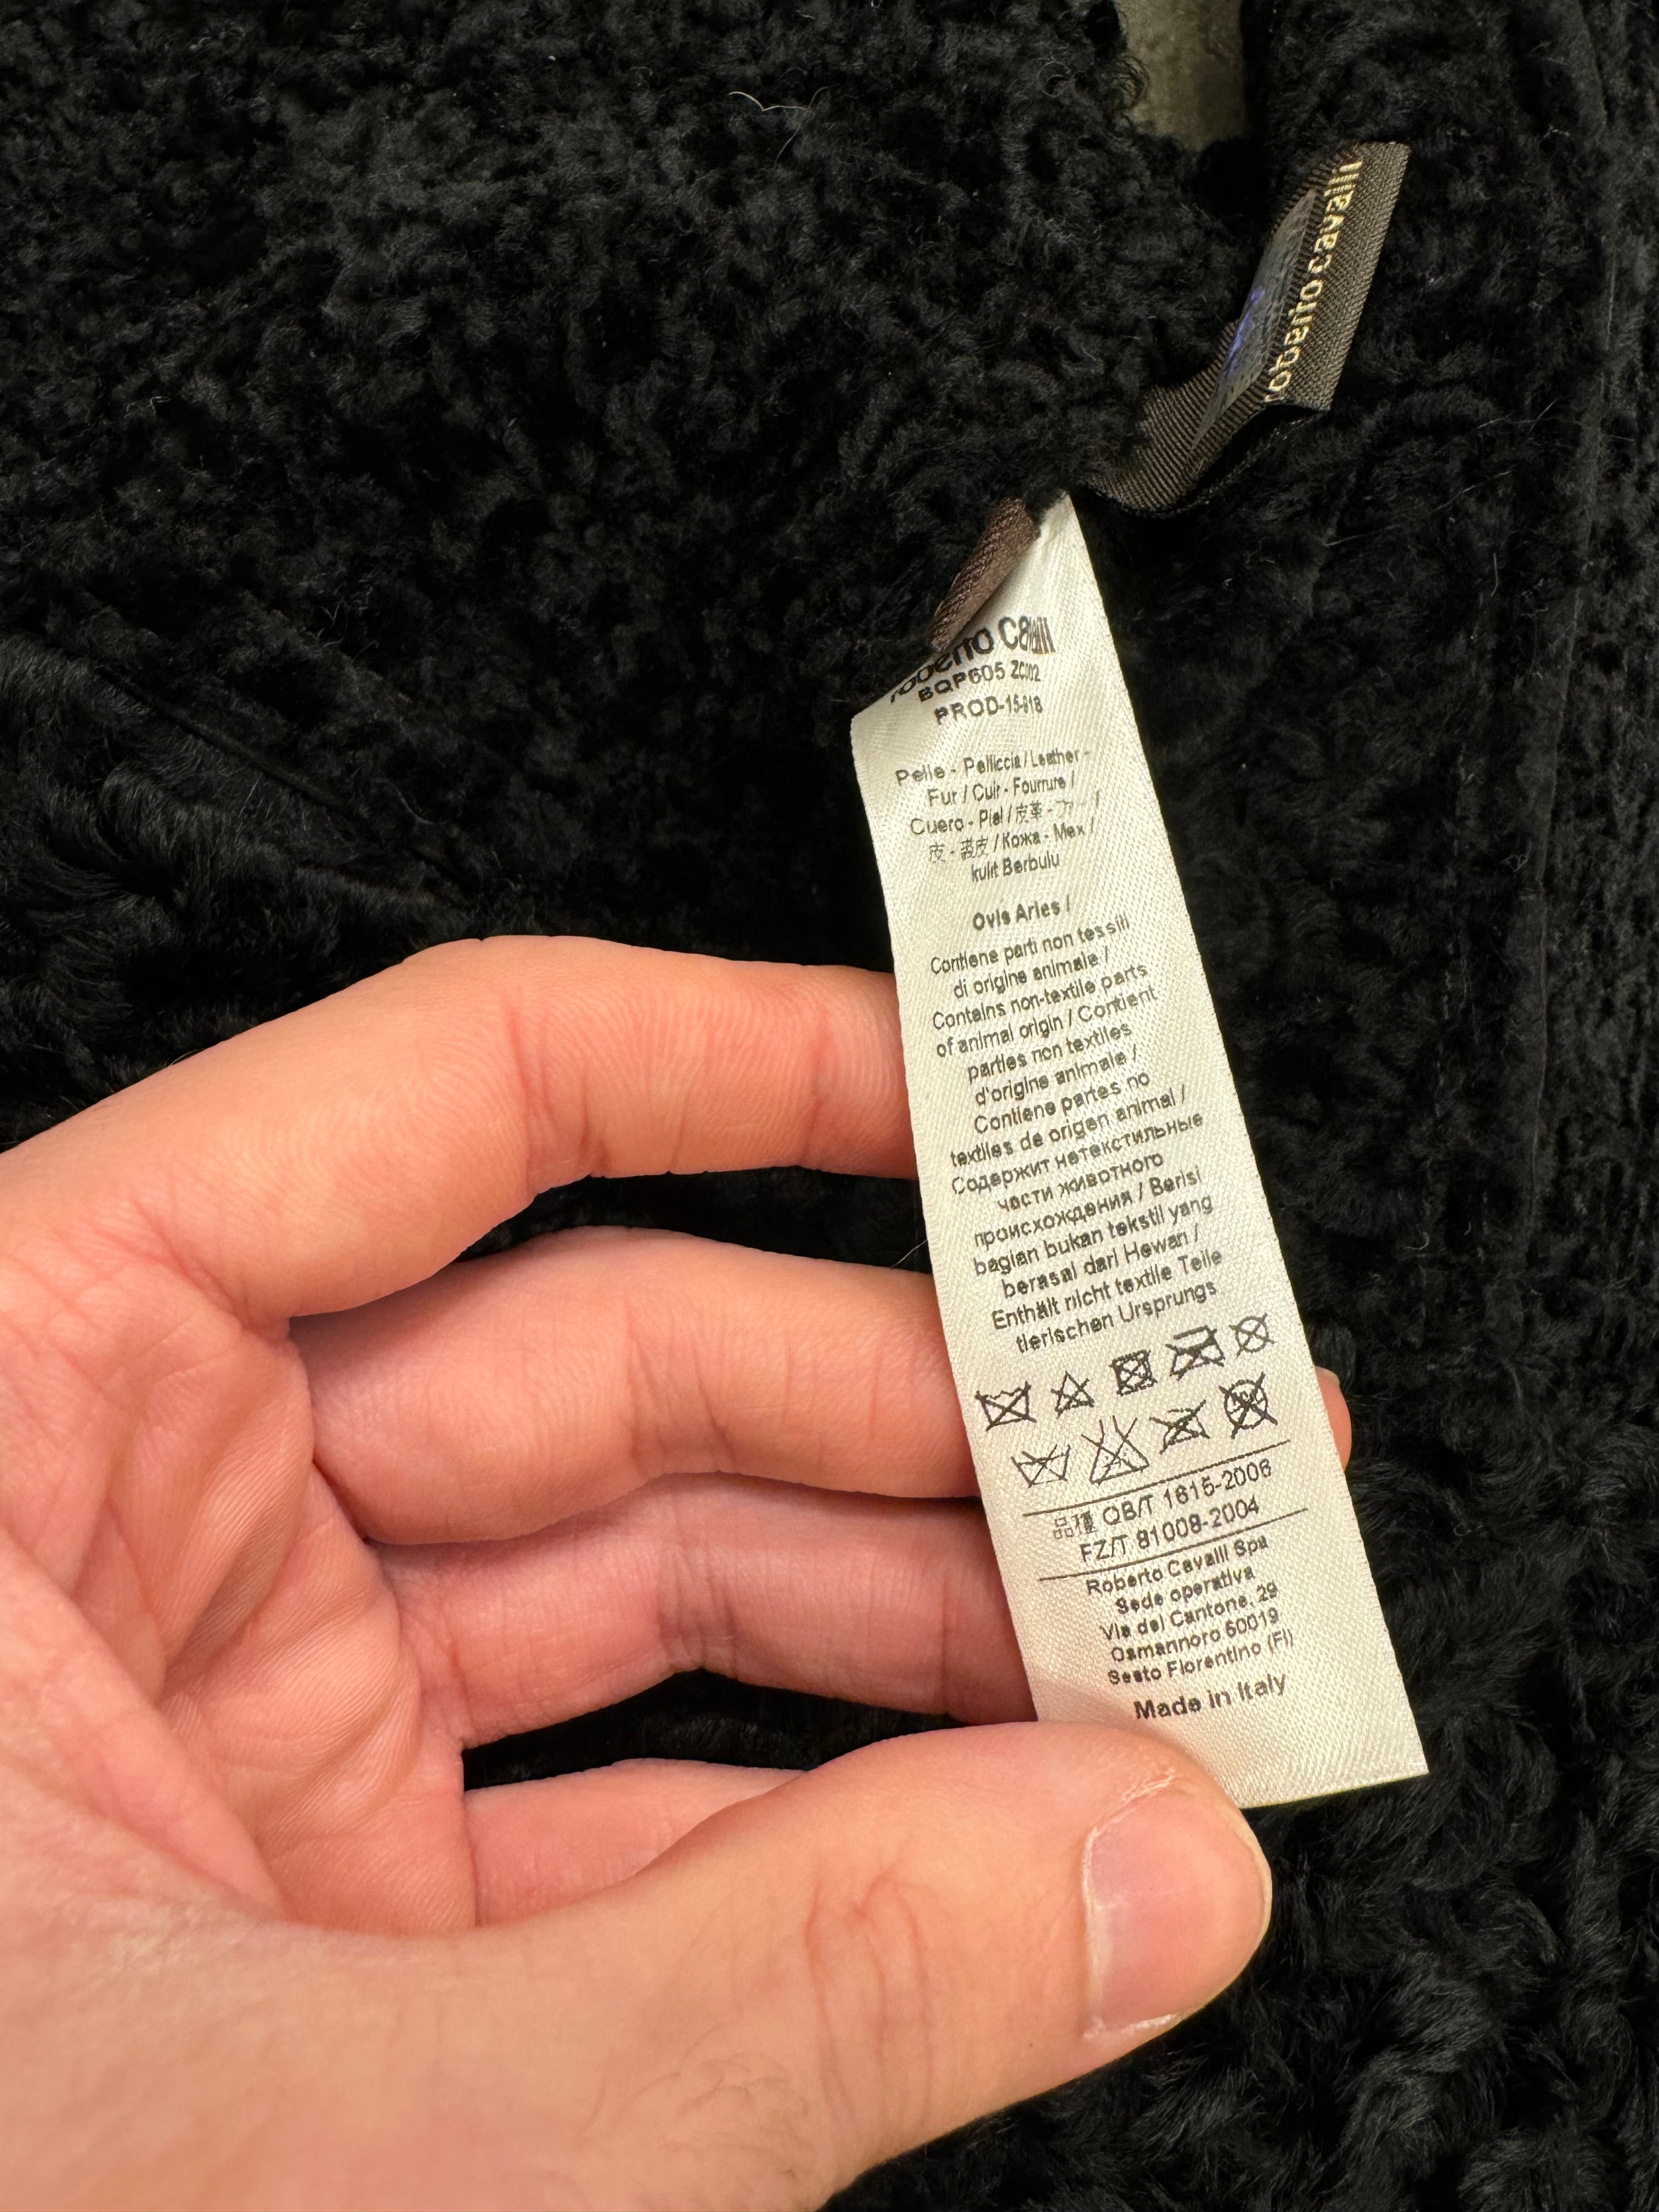 roberto cavalli
roberto cavalli
BQP605
PROD-15-918
Pelle - Pelliccia / Leather -
Fur / Cuir - Fourrure /
Cuero - Piel / 皮革 - ファー /
皮 - 裘皮 / Кожа - Мех /
kulit Berbulu
Ovis Aries /
Contiene parti non tessili
di origine animale /
Contains non-textile parts
of animal origin / Contient
parties non textiles
d'origine animale /
Contiene partes no
textiles de origen animal /
Содержит нетекстильные
части животного
происхождения / Berisi
bagian bukan tekstil yang
berasal dari Hewan /
Enthält nicht textile Teile
tierischen Ursprungs
品種 QB/T 1615-2006
FZ/T 81008-2004
Roberto Cavalli Spa
Sede operativa
Via del Cantone, 29
Osmannoro 50019
Sesto Fiorentino (FI)
Made in Italy